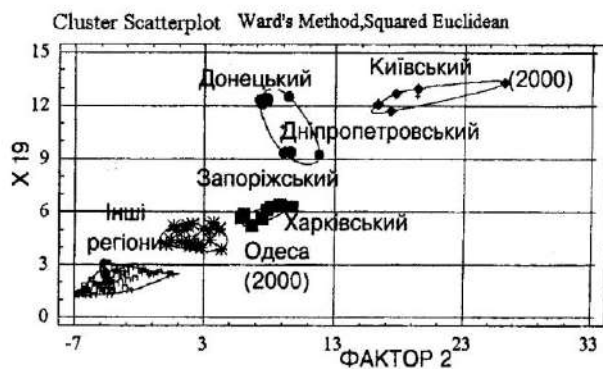 Cluster Scatterplot Ward's Method,Squared Euclidean
15
12
9
6
3
0
X 19
Донецький
Київський
(2000)
Дніпропетровський
Запоріжський
Інші
регіони
Харківський
Одеса
(2000)
-7 3 13 23 33
ФАКТОР 2